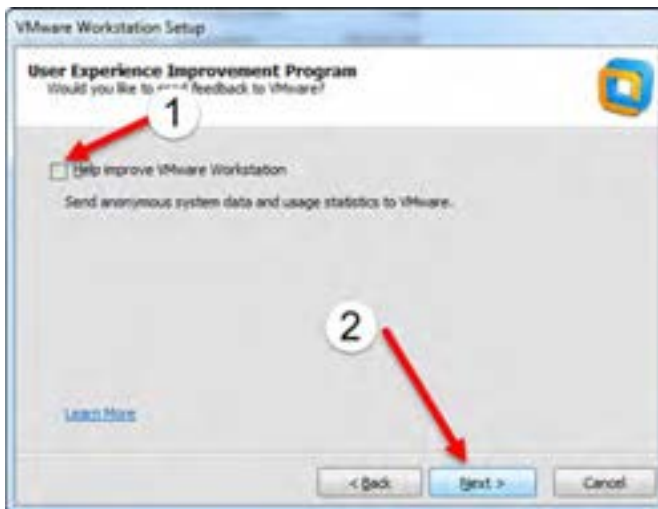 VMware Workstation Setup
User Experience Improvement Program
Would you like to send feedback to VMware?
1
Help improve VMware Workstation
Send anonymous system data and usage statistics to VMware.
2
Learn More
< Back Next > Cancel